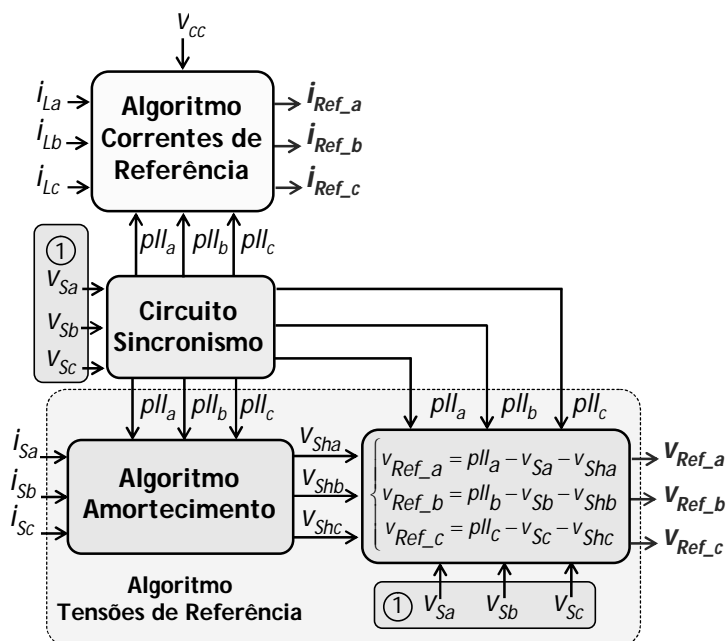 v_cc
i_La
i_Lb
i_Lc
Algoritmo
Correntes de
Referência
i_Ref_a
i_Ref_b
i_Ref_c
pll_a pll_b pll_c
1
v_Sa
v_Sb
v_Sc
Circuito
Sincronismo
pll_a pll_b pll_c
pll_a pll_b pll_c
i_Sa
i_Sb
i_Sc
Algoritmo
Amortecimento
v_Sha
v_Shb
v_Shc
v_Ref_a = pll_a − v_Sa − v_Sha
v_Ref_b = pll_b − v_Sb − v_Shb
v_Ref_c = pll_c − v_Sc − v_Shc
v_Ref_a
v_Ref_b
v_Ref_c
Algoritmo
Tensões de Referência
1 v_Sa v_Sb v_Sc